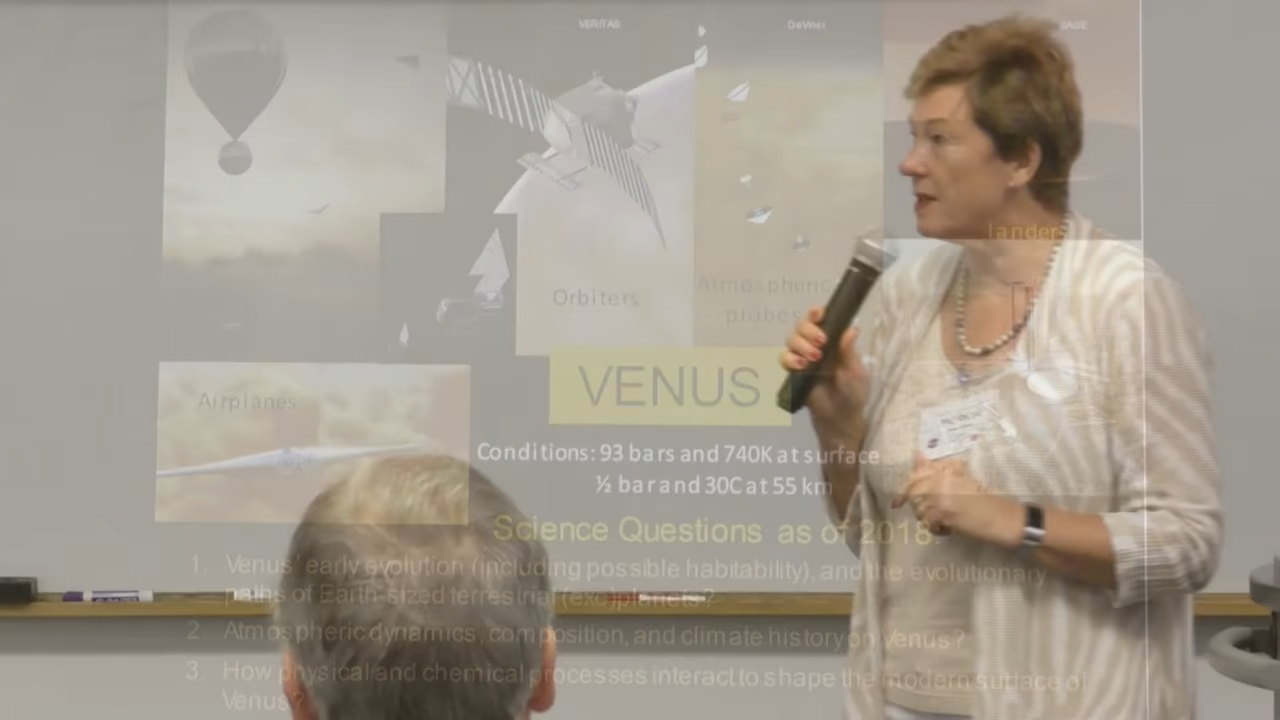 VERITAS
DaVinci
landers
Orbiters
Atmospheric
probes
VENUS
Airplanes
Conditions: 93 bars and 740K at surface
½ bar and 30C at 55 km
Science Questions as of 2018:
1. Venus' early evolution (including possible habitability), and the evolutionary
paths of Earth-sized terrestrial (exo)planets?
2. Atmospheric dynamics, composition, and climate history on Venus?
3. How physical and chemical processes interact to shape the modern surface of
Venus?